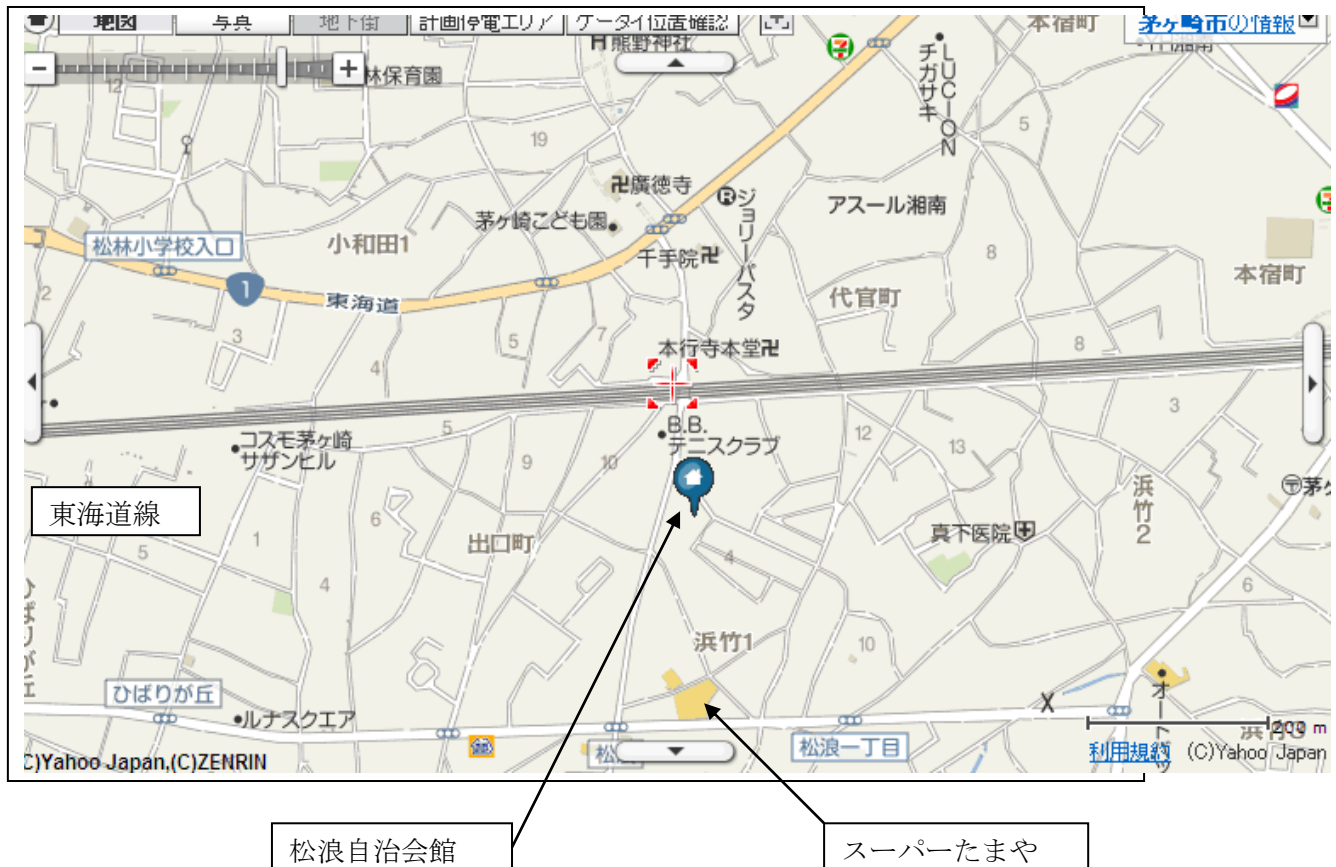 地図
写真
地下街
計画停電エリア
ケータイ位置確認
本宿町
茅ヶ崎市の情報
熊野神社
林保育園
12
チガサキ
LUCION
5
19
廣徳寺
茅ヶ崎こども園
ジョリーパスタ
アスール湘南
松林小学校入口
小和田1
千手院
8
本宿町
1
東海道
代官町
2
3
5
7
4
本行寺本堂
8
3
コスモ茅ヶ崎
サザンヒル
5
B.B.
テニスクラブ
9
10
12
13
東海道線
浜竹2
茅ヶ
6
出口町
真下医院
5
1
4
4
6
ひばりが丘
浜竹1
10
ひばりが丘
ルナスクエア
X
オー
松浪一丁目
200 m
利用規約
(C)Yahoo Japan
C)Yahoo Japan,(C)ZENRIN
松浪自治会館
スーパーたまや